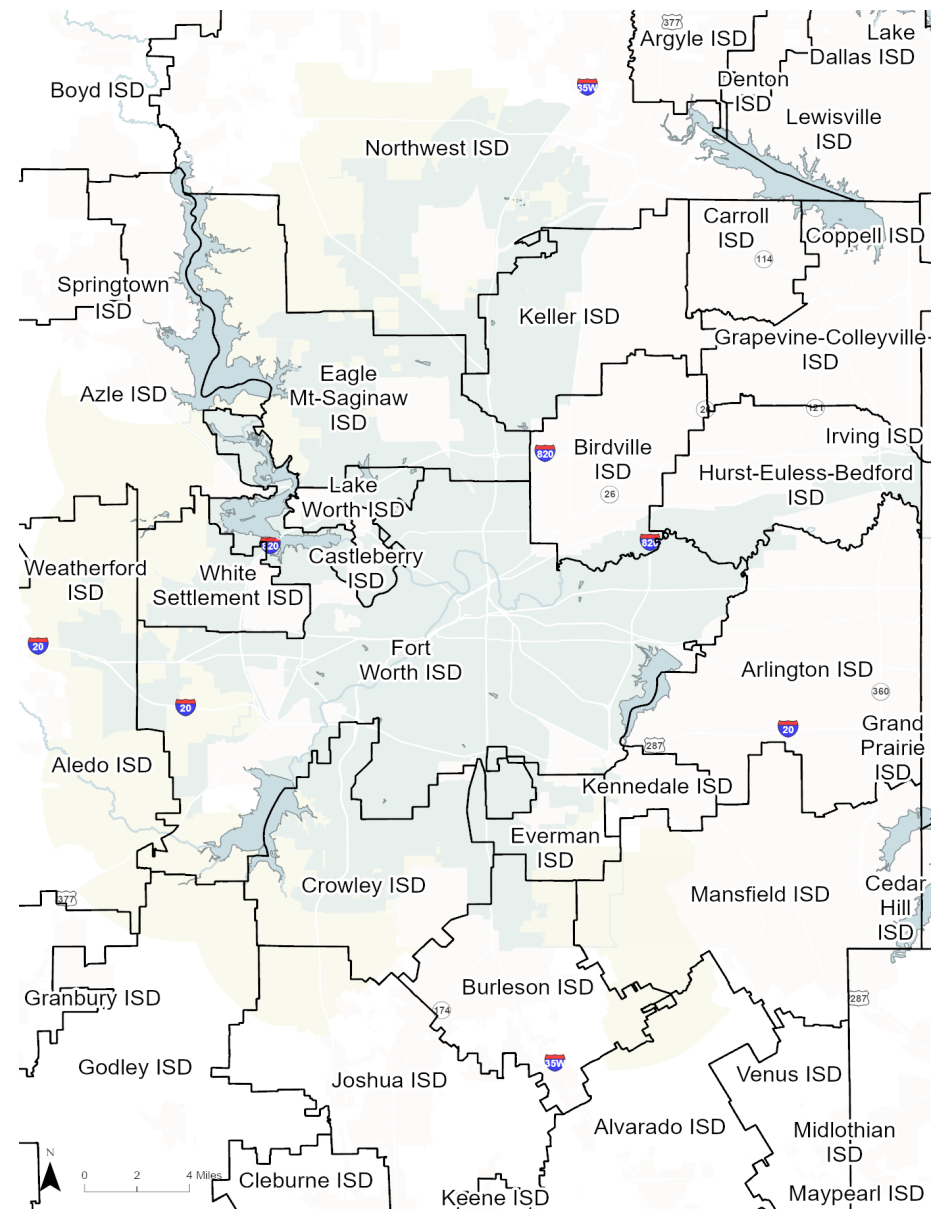 377
Argyle ISD
Lake
Dallas ISD
Boyd ISD
35W
Denton
ISD
Lewisville
ISD
Northwest ISD
Carroll
ISD
Coppell ISD
114
Springtown
ISD
Keller ISD
Grapevine-Colleyville-
ISD
Azle ISD
Eagle
Mt-Saginaw
ISD
26
121
Irving ISD
820
Birdville
ISD
Hurst-Euless-Bedford
ISD
26
Lake
Worth ISD
820
820
Castleberry
ISD
Weatherford
ISD
White
Settlement ISD
20
Fort
Worth ISD
Arlington ISD
360
20
20
287
Grand
Prairie
ISD
Aledo ISD
Kennedale ISD
Everman
ISD
Crowley ISD
Mansfield ISD
Cedar
Hill
ISD
377
Granbury ISD
Burleson ISD
287
174
Godley ISD
Joshua ISD
35W
Venus ISD
Alvarado ISD
Midlothian
ISD
N
0 2 4 Miles
Cleburne ISD
Keene ISD
Maypearl ISD